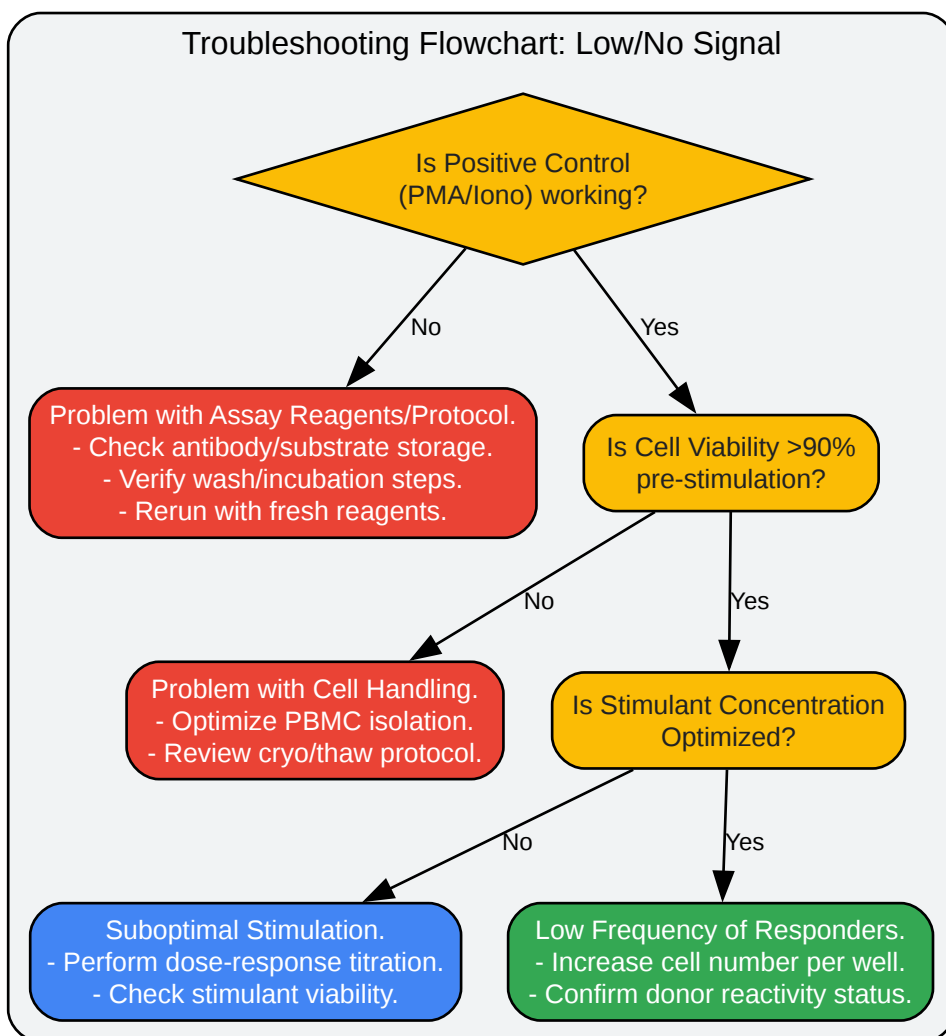 Troubleshooting Flowchart: Low/No Signal
Is Positive Control
(PMA/Iono) working?
No
Yes
Problem with Assay Reagents/Protocol.
- Check antibody/substrate storage.
- Verify wash/incubation steps.
- Rerun with fresh reagents.
Is Cell Viability >90%
pre-stimulation?
No
Yes
Problem with Cell Handling.
- Optimize PBMC isolation.
- Review cryo/thaw protocol.
Is Stimulant Concentration
Optimized?
No
Yes
Suboptimal Stimulation.
- Perform dose-response titration.
- Check stimulant viability.
Low Frequency of Responders.
- Increase cell number per well.
- Confirm donor reactivity status.